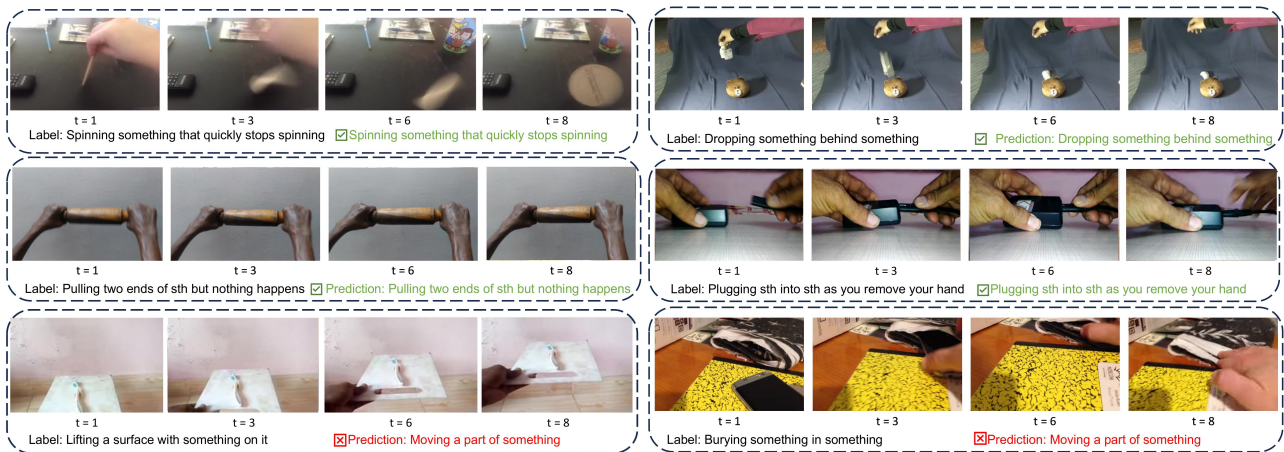 t = 1 t = 3 t = 6 t = 8
Label: Spinning something that quickly stops spinning Spinning something that quickly stops spinning
t = 1 t = 3 t = 6 t = 8
Label: Dropping something behind something Prediction: Dropping something behind something
t = 1 t = 3 t = 6 t = 8
Label: Pulling two ends of sth but nothing happens Prediction: Pulling two ends of sth but nothing happens
t = 1 t = 3 t = 6 t = 8
Label: Plugging sth into sth as you remove your hand Plugging sth into sth as you remove your hand
t = 1 t = 3 t = 6 t = 8
Label: Lifting a surface with something on it Prediction: Moving a part of something
t = 1 t = 3 t = 6 t = 8
Label: Burying something in something Prediction: Moving a part of something